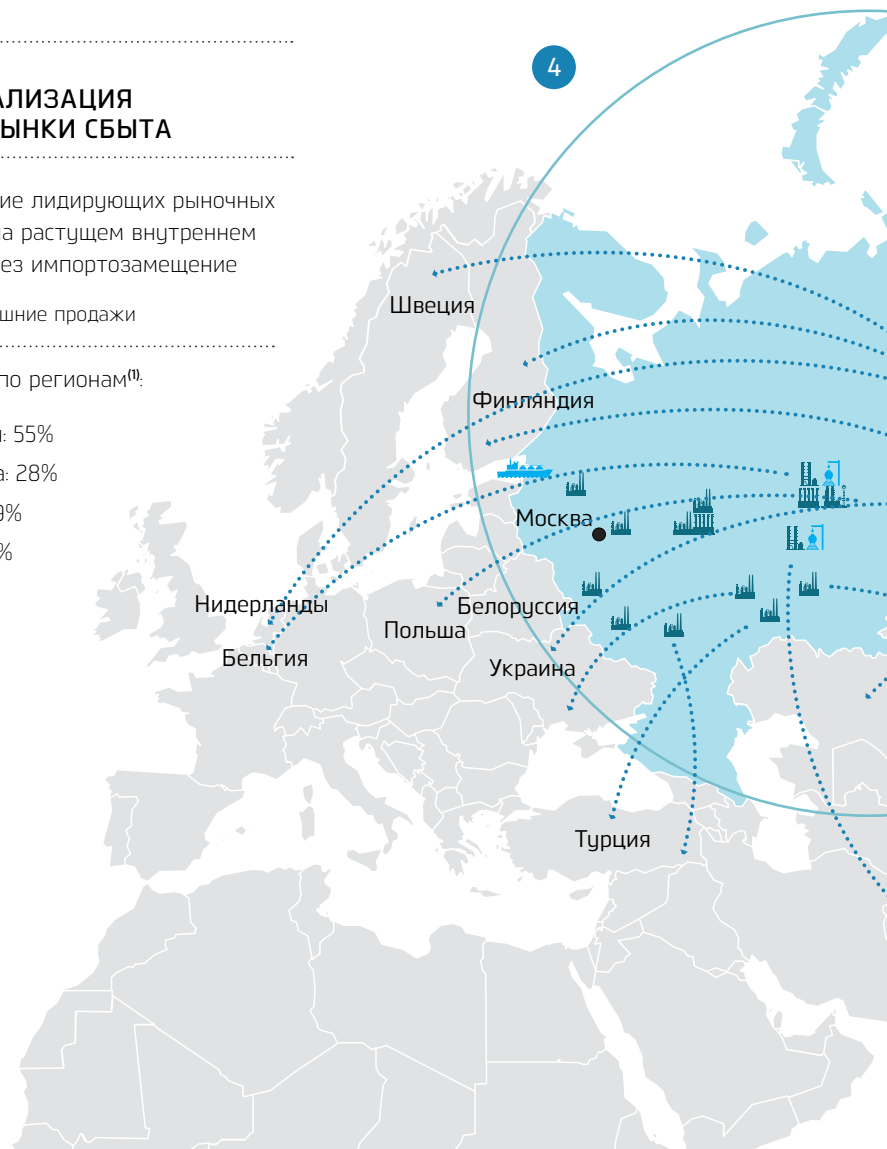 4
АЛИЗАЦИЯ
ЫНКИ СБЫТА
ие лидирующих рыночных
а растущем внутреннем
ез импортозамещение
шние продажи
по регионам(1):
: 55%
а: 28%
9%
%
Швеция
Финляндия
Москва
Нидерланды
Белоруссия
Польша
Бельгия
Украина
Турция